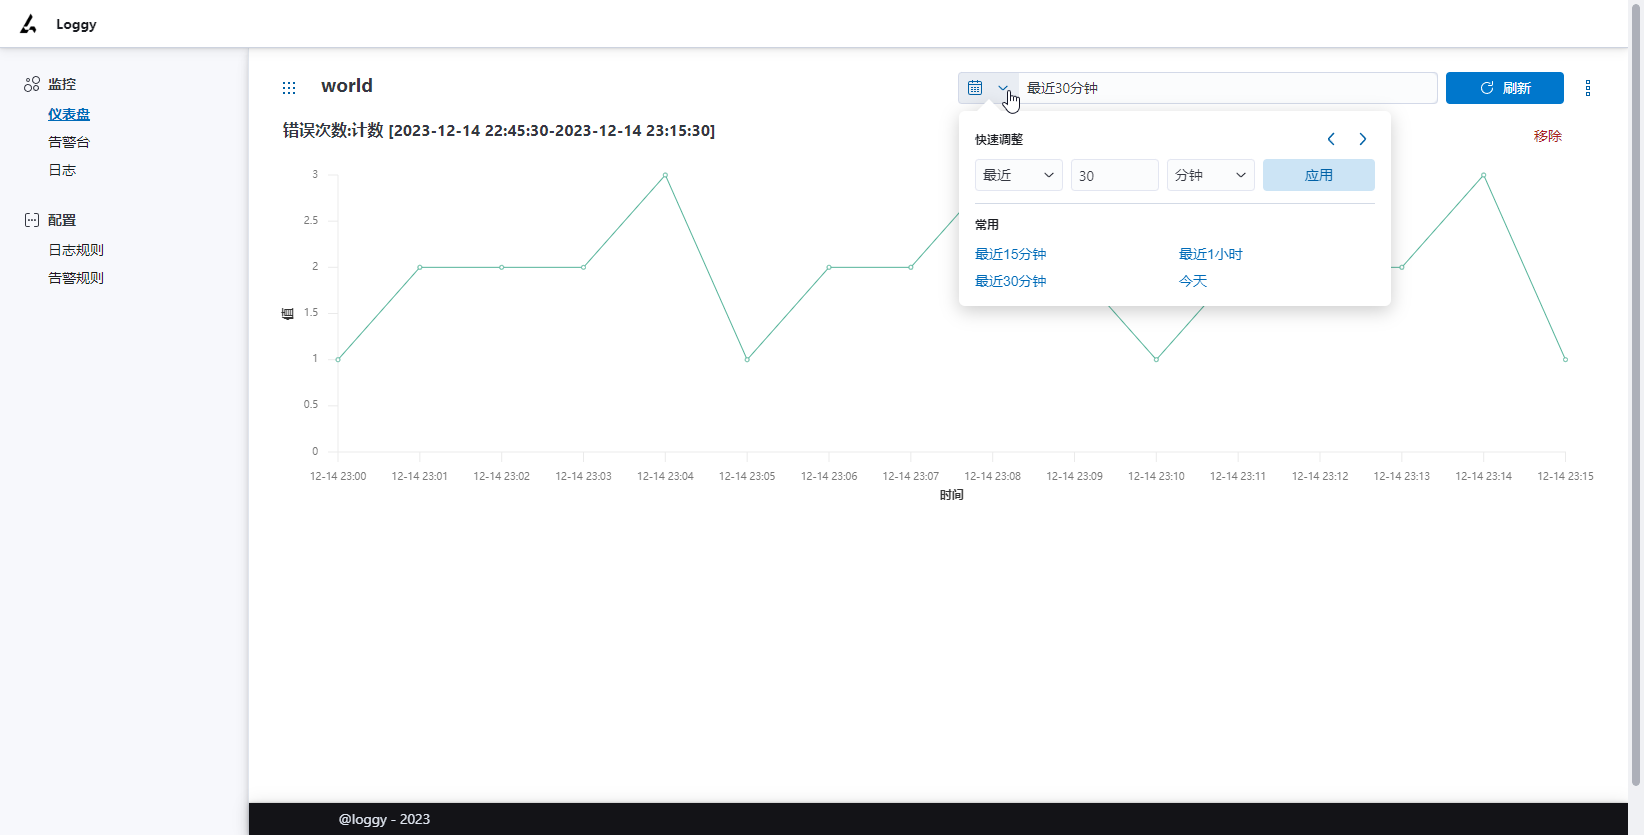 Loggy
监控
仪表盘
告警台
日志
配置
日志规则
告警规则
world
最近30分钟
刷新
错误次数:计数 [2023-12-14 22:45:30-2023-12-14 23:15:30]
移除
快速调整
最近 30 分钟 应用
常用
最近15分钟 最近1小时
最近30分钟 今天
3
2.5
2
1.5
1
0.5
0
值
12-14 23:00 12-14 23:01 12-14 23:02 12-14 23:03 12-14 23:04 12-14 23:05 12-14 23:06 12-14 23:07 12-14 23:08 12-14 23:09 12-14 23:10 12-14 23:11 12-14 23:12 12-14 23:13 12-14 23:14 12-14 23:15
时间
@loggy - 2023